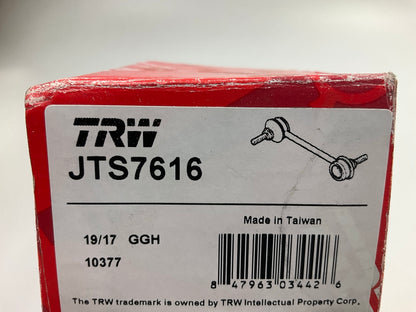 TRW
JTS7616
Made in Taiwan
19/17 GGH
10377
8 47963 03442 6
The TRW trademark is owned by TRW Intellectual Property Corp.